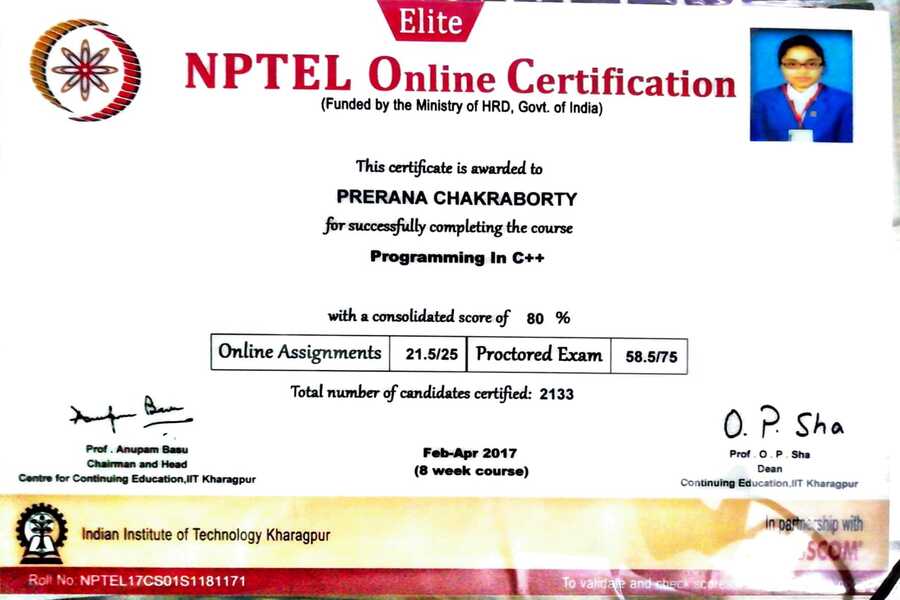 Elite
NPTEL Online Certification
(Funded by the Ministry of HRD, Govt. of India)
This certificate is awarded to
PRERANA CHAKRABORTY
for successfully completing the course
Programming In C++
with a consolidated score of 80 %
Online Assignments 21.5/25 Proctored Exam 58.5/75
Total number of candidates certified: 2133
Anupam Basu
O. P. Sha
Prof . Anupam Basu
Chairman and Head
Centre for Continuing Education,IIT Kharagpur
Feb-Apr 2017
(8 week course)
Prof . O . P . Sha
Dean
Continuing Education,IIT Kharagpur
Indian Institute of Technology Kharagpur
In partnership with
Roll No: NPTEL17CS01S1181171
To validate and check scores